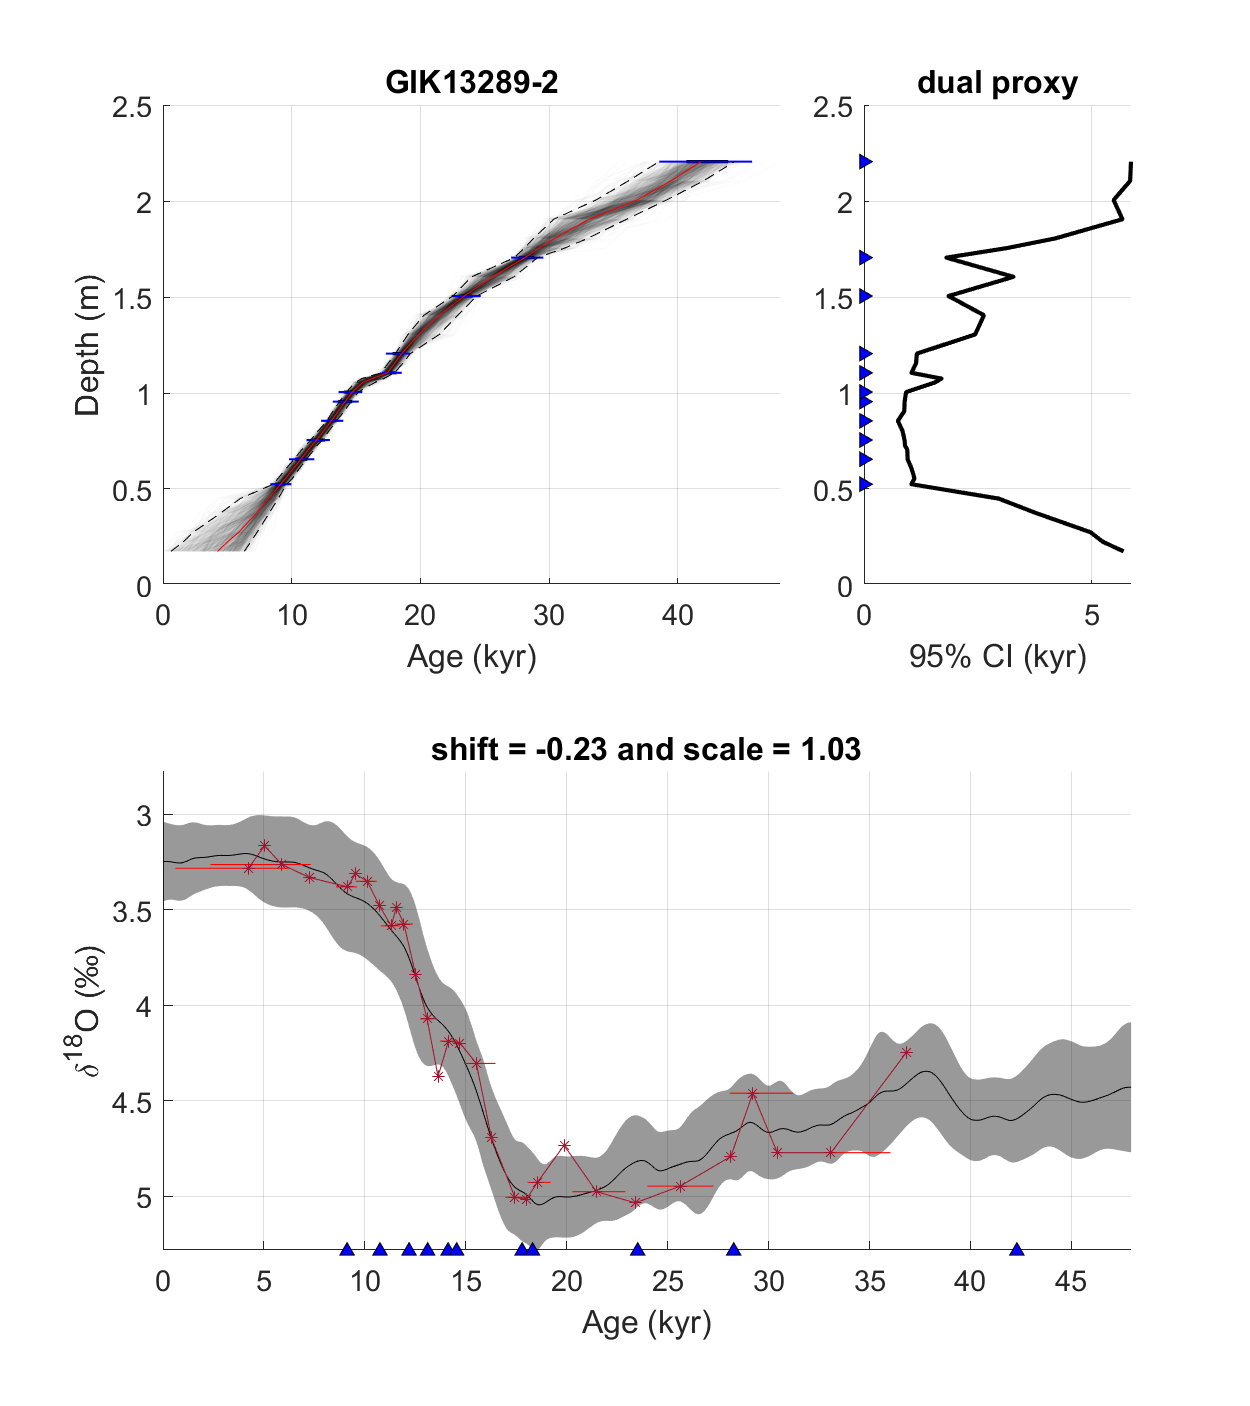 GIK13289-2
dual proxy
2.5
2
1.5
1
0.5
0
Depth (m)
0 10 20 30 40
Age (kyr)
2.5
2
1.5
1
0.5
0
0 5
95% CI (kyr)
shift = -0.23 and scale = 1.03
3
3.5
4
4.5
5
δ18O (‰)
0 5 10 15 20 25 30 35 40 45
Age (kyr)